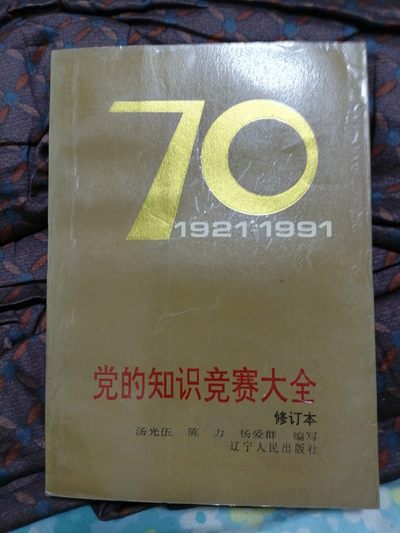 70
1921-1991
党的知识竞赛大全
修订本
汤光伍 陈力 杨爱群 编写
辽宁人民出版社